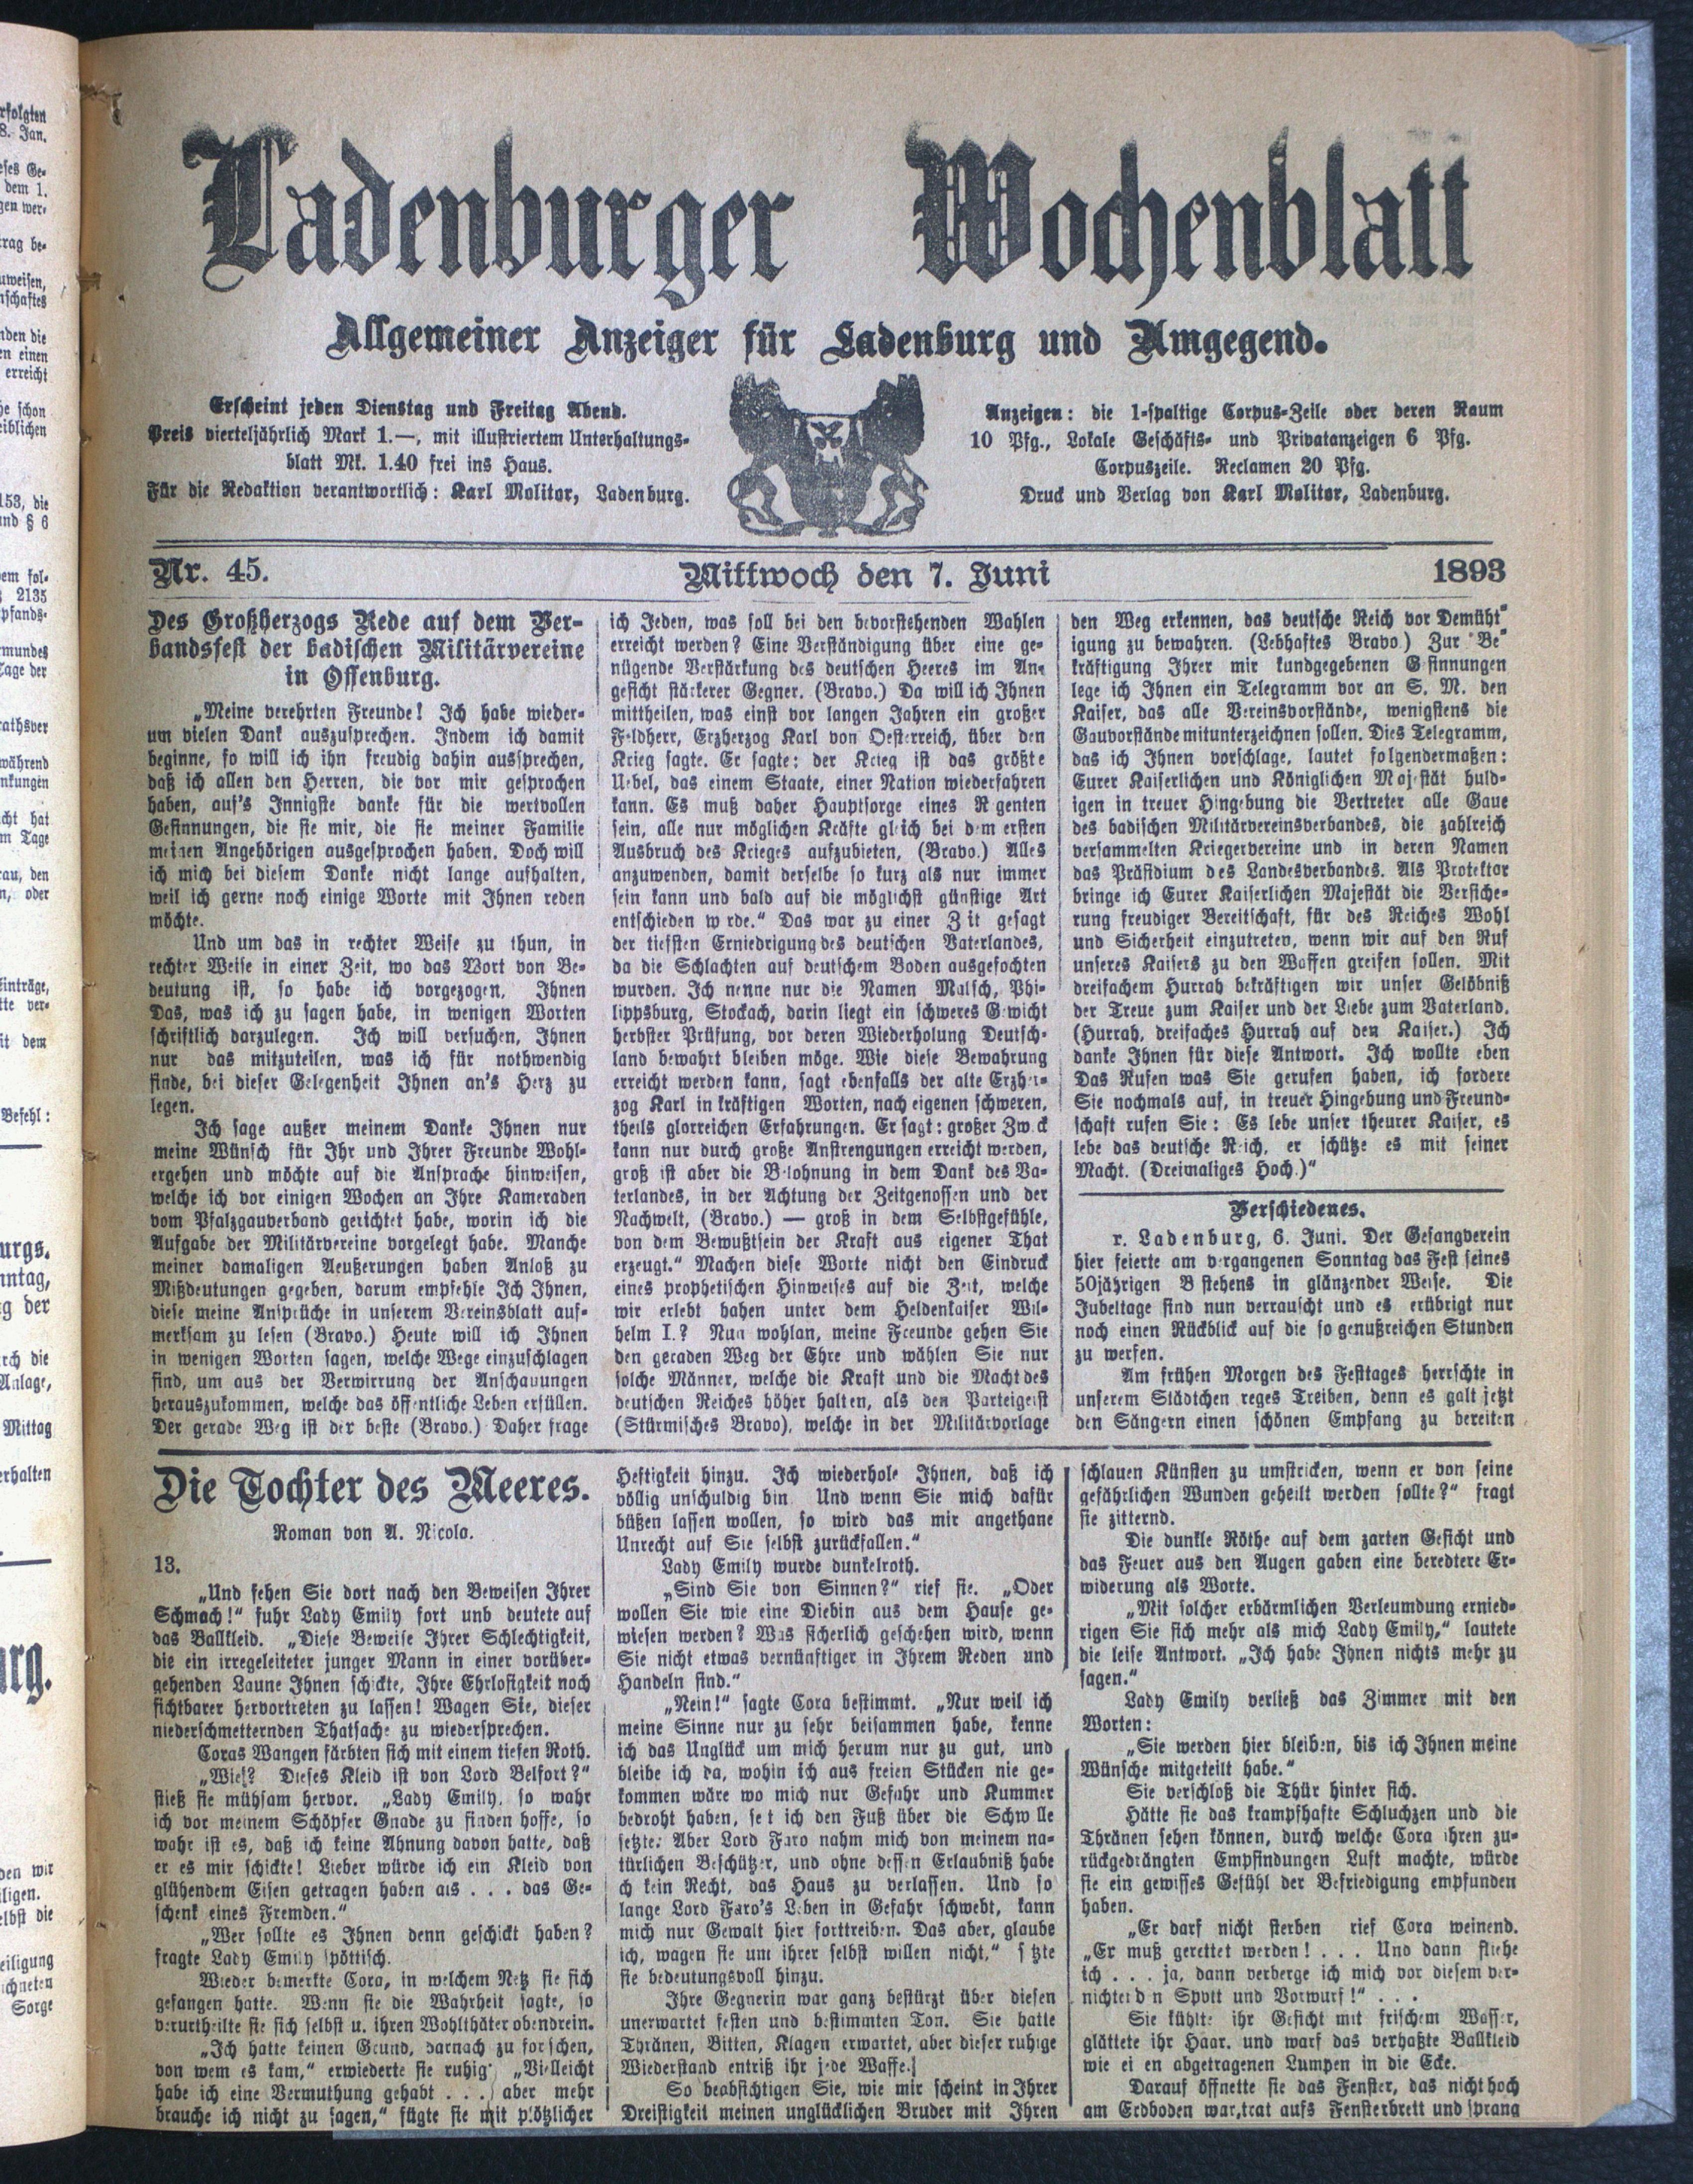 Ladenburger Wochenblatt
Allgemeiner Anzeiger für Ladenburg und Umgegend.
Erscheint jeden Dienstag und Freitag Abend.
Preis vierteljährlich Mark 1.—, mit illustriertem Unterhaltungs-
blatt Mk. 1.40 frei ins Haus.
Für die Redaktion verantwortlich: Karl Molitor, Ladenburg.
Anzeigen: die 1-spaltige Corpus-Zeile oder deren Raum
10 Pfg., Lokale Geschäfts- und Privatanzeigen 6 Pfg.
Corpuszeile. Reclamen 20 Pfg.
Druck und Verlag von Karl Molitor, Ladenburg.
Nr. 45. Mittwoch den 7. Juni 1893
Des Großherzogs Rede auf dem Ver-
bandsfest der badischen Militärvereine
in Offenburg.
„Meine verehrten Freunde! Ich habe wieder-
um vielen Dank auszusprechen. Indem ich damit
beginne, so will ich ihn freudig dahin aussprechen,
daß ich allen den Herren, die vor mir gesprochen
haben, auf's Innigste danke für die wertvollen
Gesinnungen, die sie mir, die sie meiner Familie
meinen Angehörigen ausgesprochen haben. Doch will
ich mich bei diesem Danke nicht lange aufhalten,
weil ich gerne noch einige Worte mit Ihnen reden
möchte.
Und um das in rechter Weise zu thun, in
rechter Weise in einer Zeit, wo das Wort von Be-
deutung ist, so habe ich vorgezogen, Ihnen
Das, was ich zu sagen habe, in wenigen Worten
schriftlich darzulegen. Ich will versuchen, Ihnen
nur das mitzuteilen, was ich für nothwendig
finde, bei dieser Gelegenheit Ihnen an's Herz zu
legen.
Ich sage außer meinem Danke Ihnen nur
meine Wünsch für Ihr und Ihrer Freunde Wohl-
ergehen und möchte auf die Ansprache hinweisen,
welche ich vor einigen Wochen an Ihre Kameraden
vom Pfalzgauverband gerichtet habe, worin ich die
Aufgabe der Militärvereine vorgelegt habe. Manche
meiner damaligen Aeußerungen haben Anloß zu
Mißdeutungen gegeben, darum empfehle Ich Ihnen,
diese meine Ansprüche in unserem Vereinsblatt auf-
merksam zu lesen (Bravo.) Heute will ich Ihnen
in wenigen Worten sagen, welche Wege einzuschlagen
sind, um aus der Verwirrung der Anschauungen
herauszukommen, welche das öffentliche Leben erfüllen.
Der gerade Weg ist der beste (Bravo.) Daher frage
ich Jeden, was soll bei den bevorstehenden Wahlen
erreicht werden? Eine Verständigung über eine ge-
nügende Verstärkung des deutschen Heeres im An-
gesicht stärkerer Gegner. (Bravo.) Da will ich Ihnen
mittheilen, was einst vor langen Jahren ein großer
Feldherr, Erzherzog Karl von Oesterreich, über den
Krieg sagte. Er sagte: der Krieg ist das größte
Uebel, das einem Staate, einer Nation wiederfahren
kann. Es muß daher Hauptsorge eines R genten
sein, alle nur möglichen Kräfte gleich bei dem ersten
Ausbruch des Krieges aufzubieten, (Bravo.) Alles
anzuwenden, damit derselbe so kurz als nur immer
sein kann und bald auf die möglichst günstige Art
entschieden w rde.“ Das war zu einer Z it gesagt
der tiefsten Erniedrigung des deutschen Vaterlandes,
da die Schlachten auf deutschem Boden ausgefochten
wurden. Ich nenne nur die Namen Malsch, Phi-
lippsburg, Stockach, darin liegt ein schweres Gewicht
herbster Prüfung, vor deren Wiederholung Deutsch-
land bewahrt bleiben möge. Wie diese Bewahrung
erreicht werden kann, sagt ebenfalls der alte Erzher-
zog Karl in kräftigen Worten, nach eigenen schweren,
theils glorreichen Erfahrungen. Er sagt: großer Zweck
kann nur durch große Anstrengungen erreicht werden,
groß ist aber die Belohnung in dem Dank des Va-
terlandes, in der Achtung der Zeitgenossen und der
Nachwelt, (Bravo.) — groß in dem Selbstgefühle,
von dem Bewußtsein der Kraft aus eigener That
erzeugt.“ Machen diese Worte nicht den Eindruck
eines prophetischen Hinweises auf die Zeit, welche
wir erlebt haben unter dem Heldenkaiser Wil-
helm I.? Nun wohlan, meine Freunde gehen Sie
den geraden Weg der Ehre und wählen Sie nur
solche Männer, welche die Kraft und die Macht des
deutschen Reiches höher halten, als den Parteigeist
(Stürmisches Bravo), welche in der Militärvorlage
den Weg erkennen, das deutsche Reich vor Demüht-
igung zu bewahren. (Lebhaftes Bravo.) Zur Be-
kräftigung Ihrer mir kundgegebenen G sinnungen
lege ich Ihnen ein Telegramm vor an S. M. den
Kaiser, das alle Vereinsvorstände, wenigstens die
Gauvorstände mitunterzeichnen sollen. Dies Telegramm,
das ich Ihnen vorschlage, lautet folgendermaßen:
Eurer Kaiserlichen und Königlichen Majestät huld-
igen in treuer Hingebung die Vertreter alle Gaue
des badischen Militärvereinsverbandes, die zahlreich
versammelten Kriegervereine und in deren Namen
das Präsidium des Landesverbandes. Als Protektor
bringe ich Eurer Kaiserlichen Majestät die Versiche-
rung freudiger Bereitschaft, für des Reiches Wohl
und Sicherheit einzutreten, wenn wir auf den Ruf
unseres Kaisers zu den Waffen greifen sollen. Mit
dreifachem Hurrah bekräftigen wir unser Gelöbniß
der Treue zum Kaiser und der Liebe zum Vaterland.
(Hurrah, dreifaches Hurrah auf den Kaiser.) Ich
danke Ihnen für diese Antwort. Ich wollte eben
Das Rufen was Sie gerufen haben, ich fordere
Sie nochmals auf, in treuer Hingebung und Freund-
schaft rufen Sie: Es lebe unser theurer Kaiser, es
lebe das deutsche Reich, er schütze es mit seiner
Macht. (Dreimaliges Hoch.)“
Verschiedenes.
r. Ladenburg, 6. Juni. Der Gesangverein
hier feierte am vergangenen Sonntag das Fest seines
50jährigen B stehens in glänzender Weise. Die
Jubeltage sind nun verrauscht und es erübrigt nur
noch einen Rückblick auf die so genußreichen Stunden
zu werfen.
Am frühen Morgen des Festtages herrschte in
unserem Städtchen reges Treiben, denn es galt jetzt
den Sängern einen schönen Empfang zu bereiten
Die Tochter des Meeres.
Roman von A. Nicola.
13.
„Und sehen Sie dort nach den Beweisen Ihrer
Schmach!“ fuhr Lady Emily fort unb deutete auf
das Ballkleid. „Diese Beweise Ihrer Schlechtigkeit,
die ein irregeleiteter junger Mann in einer vorüber-
gehenden Laune Ihnen schickte, Ihre Ehrlosigkeit noch
sichtbarer hervortreten zu lassen! Wagen Sie, dieser
niederschmetternden Thatsache zu wiedersprechen.
Coras Wangen färbten sich mit einem tiefen Roth.
„Wie!? Dieses Kleid ist von Lord Belfort?“
stieß sie mühsam hervor. „Lady Emily, so wahr
ich vor meinem Schöpfer Gnade zu finden hoffe, so
wahr ist es, daß ich keine Ahnung davon hatte, daß
er es mir schickte! Lieber würde ich ein Kleid von
glühendem Eisen getragen haben als . . . das Ge-
schenk eines Fremden.“
„Wer sollte es Ihnen denn geschickt haben?
fragte Lady Emily spöttisch.
Wieder bemerkte Cora, in welchem Netz sie sich
gefangen hatte. Wenn sie die Wahrheit sagte, so
verurtheilte sie sich selbst u. ihren Wohlthäter obendrein.
„Ich hatte keinen Grund, darnach zu forschen,
von wem es kam,“ erwiederte sie ruhig „Vielleicht
habe ich eine Vermuthung gehabt . . . aber mehr
brauche ich nicht zu sagen,“ fügte sie mit plötzlicher
Heftigkeit hinzu. Ich wiederhole Ihnen, daß ich
völlig unschuldig bin Und wenn Sie mich dafür
büßen lassen wollen, so wird das mir angethane
Unrecht auf Sie selbst zurückfallen.“
Lady Emily wurde dunkelroth.
„Sind Sie von Sinnen?“ rief sie. „Oder
wollen Sie wie eine Diebin aus dem Hause ge-
wiesen werden? Was sicherlich geschehen wird, wenn
Sie nicht etwas vernünftiger in Ihrem Reden und
Handeln sind.“
„Nein!“ sagte Cora bestimmt. „Nur weil ich
meine Sinne nur zu sehr beisammen habe, kenne
ich das Unglück um mich herum nur zu gut, und
bleibe ich da, wohin ich aus freien Stücken nie ge-
kommen wäre wo mich nur Gefahr und Kummer
bedroht haben, se t ich den Fuß über die Schw lle
setzte: Aber Lord Faro nahm mich von meinem na-
türlichen Beschützer, und ohne dessen Erlaubniß habe
ch kein Recht, das Haus zu verlassen. Und so
lange Lord Faro's Leben in Gefahr schwebt, kann
mich nur Gewalt hier forttreiben. Das aber, glaube
ich, wagen sie um ihrer selbst willen nicht,“ s tzte
sie bedeutungsvoll hinzu.
Ihre Gegnerin war ganz bestürzt über diesen
unerwartet festen und bestimmten Ton. Sie hatte
Thränen, Bitten, Klagen erwartet, aber dieser ruhige
Wiederstand entriß ihr jede Waffe.
So beabsichtigen Sie, wie mir scheint in Ihrer
Dreistigkeit meinen unglücklichen Bruder mit Ihren
schlauen Künsten zu umstricken, wenn er von seine
gefährlichen Wunden geheilt werden sollte?“ fragt
sie zitternd.
Die dunkle Röthe auf dem zarten Gesicht und
das Feuer aus den Augen gaben eine beredtere Er-
widerung als Worte.
„Mit solcher erbärmlichen Verleumdung ernied-
rigen Sie sich mehr als mich Lady Emily,“ lautete
die leise Antwort. „Ich habe Ihnen nichts mehr zu
sagen.“
Lady Emily verließ das Zimmer mit den
Worten:
„Sie werden hier bleiben, bis ich Ihnen meine
Wünsche mitgeteilt habe.“
Sie verschloß die Thür hinter sich.
Hätte sie das krampfhafte Schluchzen und die
Thränen sehen können, durch welche Cora ihren zu-
rückgedrängten Empfindungen Luft machte, würde
sie ein gewisses Gefühl der Befriedigung empfunden
haben.
„Er darf nicht sterben rief Cora weinend.
„Er muß gerettet werden! . . . Und dann fliehe
ich . . . ja, dann verberge ich mich vor diesem ver-
nichtend n Spott und Vorwurf!“ . . .
Sie kühlte ihr Gesicht mit frischem Wasser,
glättete ihr Haar. und warf das verhaßte Ballkleid
wie ei en abgetragenen Lumpen in die Ecke.
Darauf öffnette sie das Fenster, das nicht hoch
am Erdboden war, trat aufs Fensterbrett und sprang